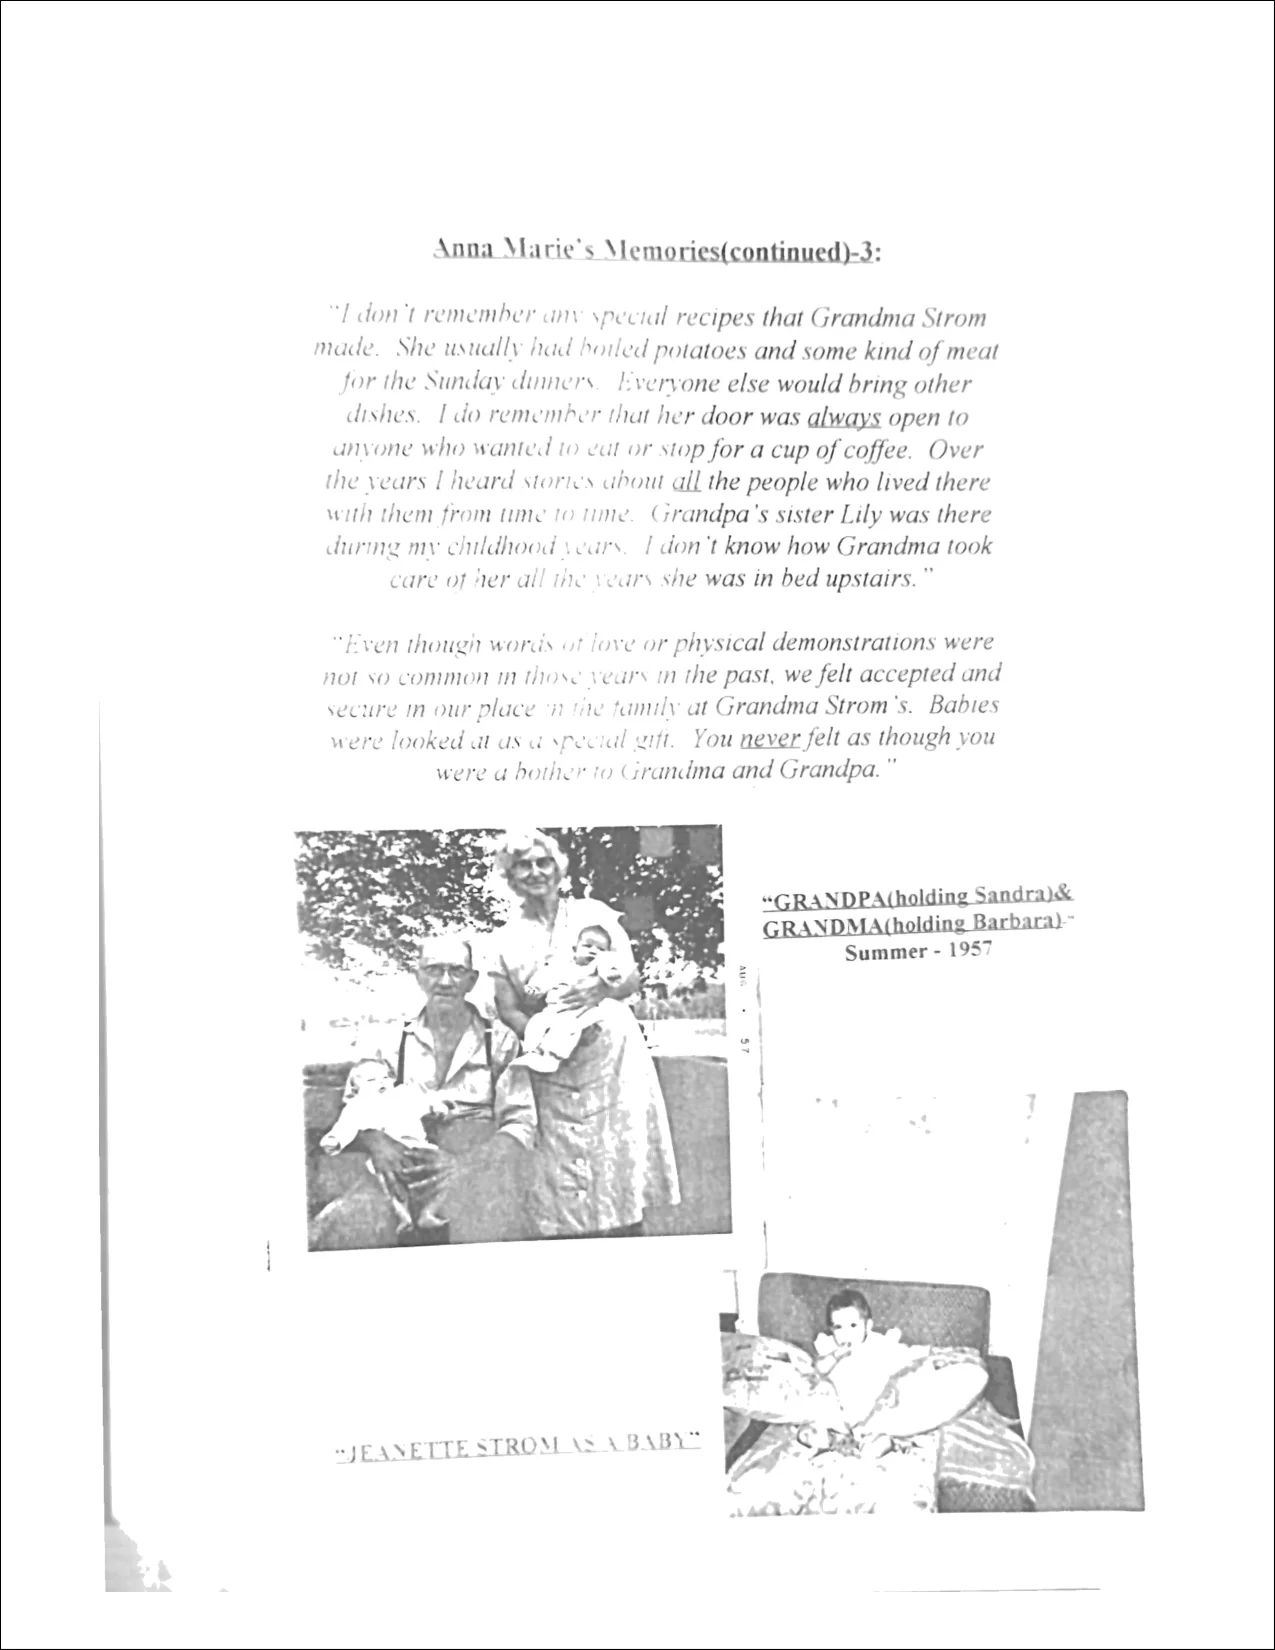 Anna Marie's Memories(continued)-3:
"I don't remember any special recipes that Grandma Strom
made. She usually had boiled potatoes and some kind of meat
for the Sunday dinners. Everyone else would bring other
dishes. I do remember that her door was always open to
anyone who wanted to eat or stop for a cup of coffee. Over
the years I heard stories about all the people who lived there
with them from time to time. Grandpa's sister Lily was there
during my childhood years. I don't know how Grandma took
care of her all the years she was in bed upstairs."
"Even though words of love or physical demonstrations were
not so common in those years in the past, we felt accepted and
secure in our place in the family at Grandma Strom's. Babies
were looked at as a special gift. You never felt as though you
were a bother to Grandma and Grandpa."
"GRANDPA(holding Sandra)&
GRANDMA(holding Barbara)-"
Summer - 1957
AUG • 57
"JEANETTE STROM AS A BABY"